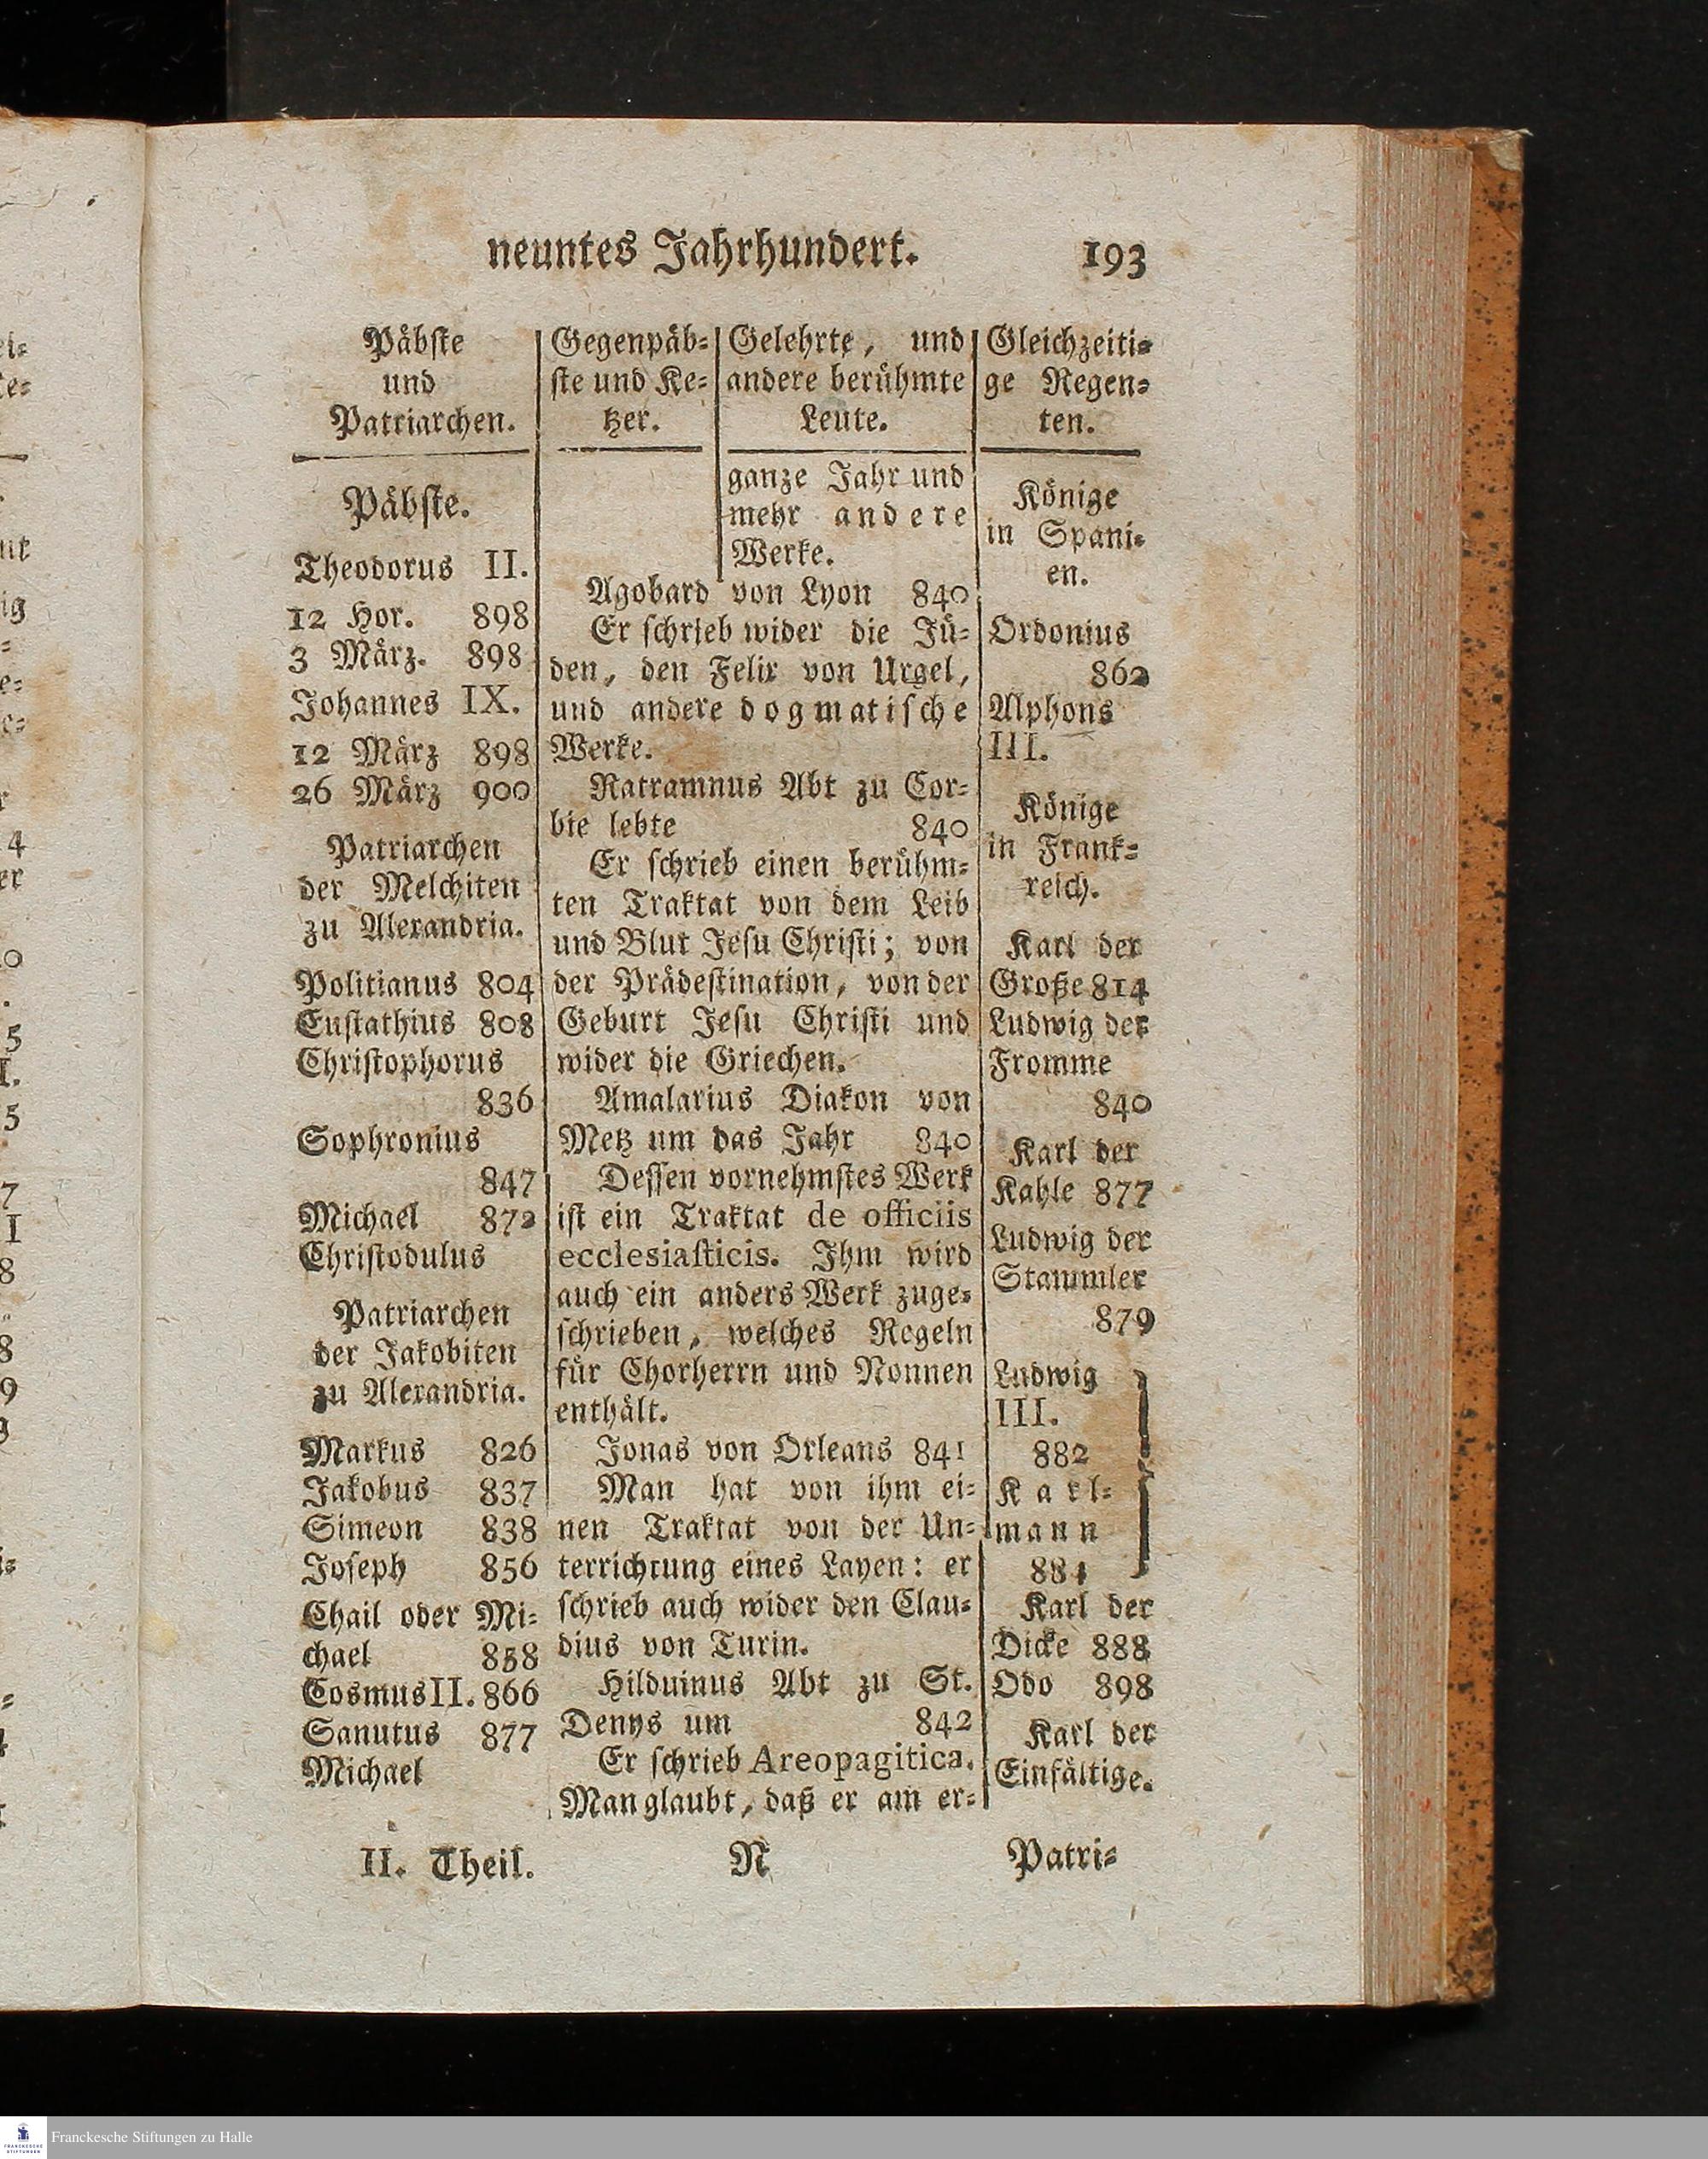 neuntes Jahrhundert. 193
Päbste
und
Patriarchen.
Päbste.
Theodorus II.
12 Hor. 898
3 März. 898
Johannes IX.
12 März 898
26 März 900
Patriarchen
der Melchiten
zu Alexandria.
Politianus 804
Eustathius 808
Christophorus
836
Sophronius
847
Michael 872
Christodulus
Patriarchen
der Jakobiten
zu Alexandria.
Markus 826
Jakobus 837
Simeon 838
Joseph 856
Chail oder Mi-
chael 858
Cosmus II. 866
Sanutus 877
Michael
Gegenpäb-
ste und Ke-
tzer.
Gelehrte, und
andere berühmte
Leute.
ganze Jahr und
mehr andere
Werke.
Agobard von Lyon 840
Er schrieb wider die Jü-
den, den Felix von Urgel,
und andere dogmatische
Werke.
Ratramnus Abt zu Cor-
bie lebte 840
Er schrieb einen berühm-
ten Traktat von dem Leib
und Blut Jesu Christi; von
der Prädestination, von der
Geburt Jesu Christi und
wider die Griechen.
Amalarius Diakon von
Metz um das Jahr 840
Dessen vornehmstes Werk
ist ein Traktat de officiis
ecclesiasticis. Ihm wird
auch ein anders Werk zuge-
schrieben, welches Regeln
für Chorherrn und Nonnen
enthält.
Jonas von Orleans 841
Man hat von ihm ei-
nen Traktat von der Un-
terrichtung eines Layen: er
schrieb auch wider den Clau-
dius von Turin.
Hilduinus Abt zu St.
Denys um 842
Er schrieb Areopagitica.
Man glaubt, daß er am er-
Gleichzeiti-
ge Regen-
ten.
Könige
in Spani-
en.
Ordonius
862
Alphons
III.
Könige
in Frank-
reich.
Karl der
Große 814
Ludwig der
Fromme
840
Karl der
Kahle 877
Ludwig der
Stammler
879
Ludwig
III.
882
Karl-
mann
884
Karl der
Dicke 888
Odo 898
Karl der
Einfältige.
II. Theil. N Patri-
Franckesche Stiftungen zu Halle